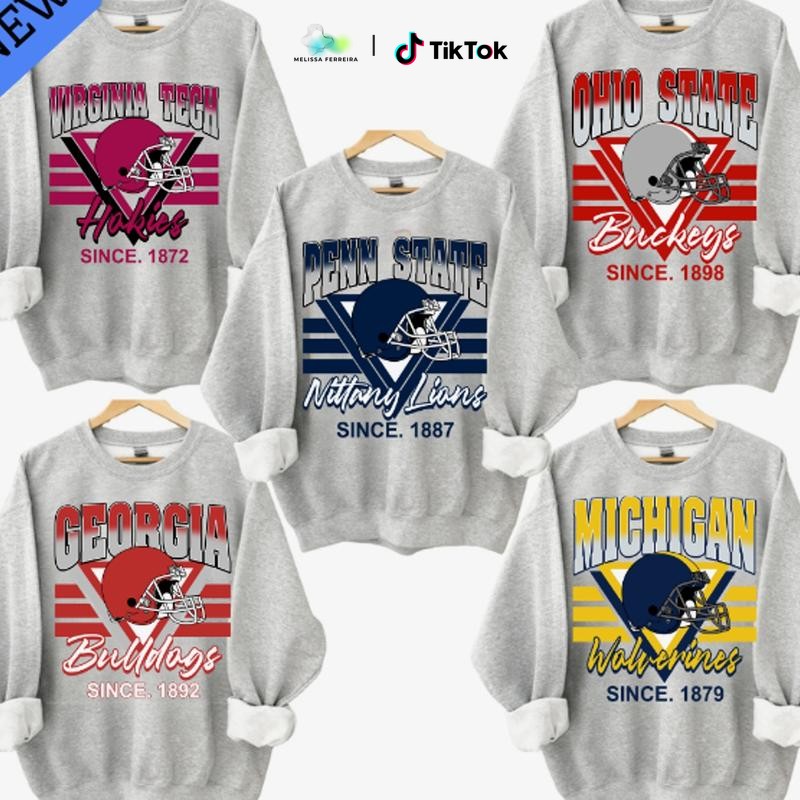 NEW
MELISSA FERREIRA
TikTok
VIRGINIA TECH
Hokies
SINCE. 1872
OHIO STATE
Buckeys
SINCE. 1898
PENN STATE
Nittany Lions
SINCE. 1887
GEORGIA
Bulldogs
SINCE. 1892
MICHIGAN
Wolverines
SINCE. 1879